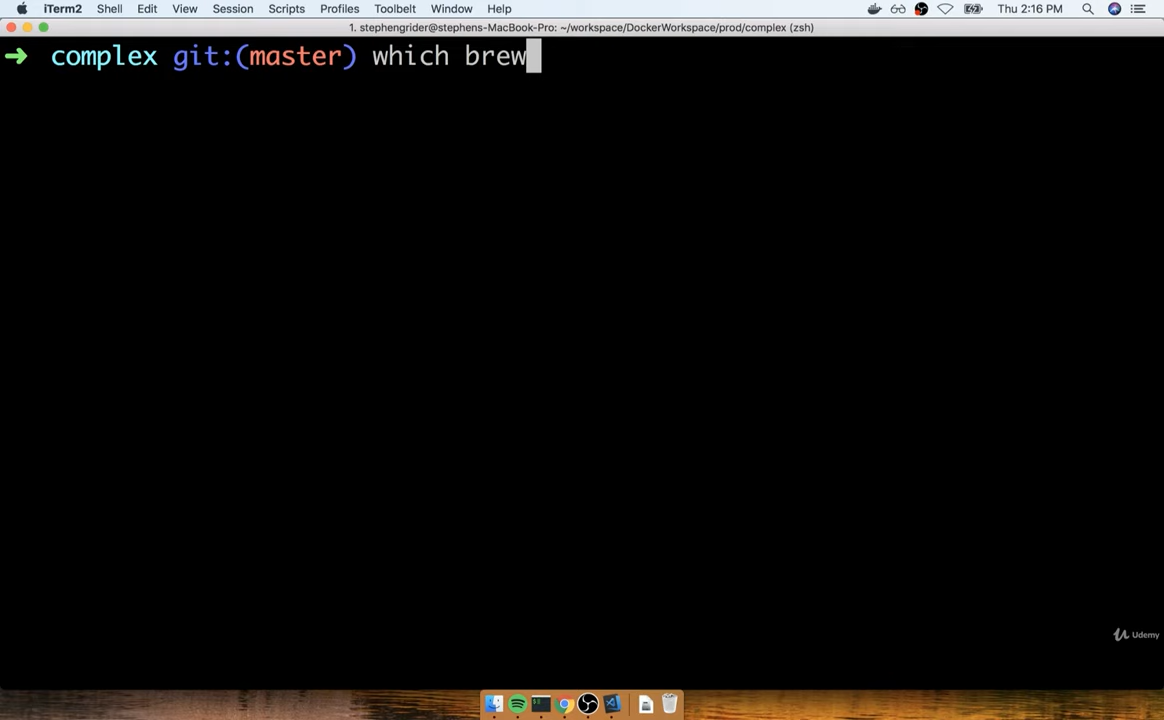 iTerm2 Shell Edit View Session Scripts Profiles Toolbelt Window Help Thu 2:16 PM
1. stephengrider@stephens-MacBook-Pro: ~/workspace/DockerWorkspace/prod/complex (zsh)
➜ complex git:(master) which brew
Udemy